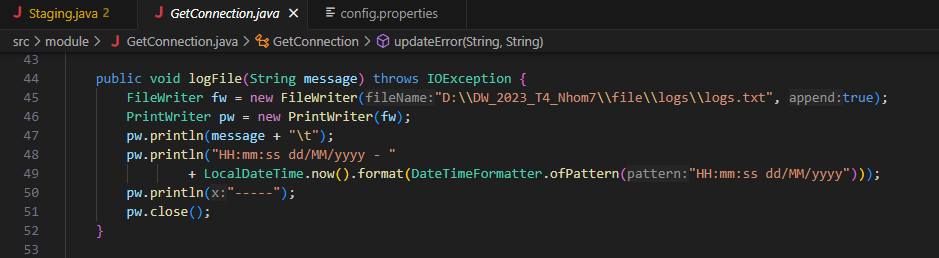 Staging.java 2 GetConnection.java × config.properties
src > module > GetConnection.java > GetConnection > updateError(String, String)
43
44 public void logFile(String message) throws IOException {
45 FileWriter fw = new FileWriter(fileName:"D:\\DW_2023_T4_Nhom7\\file\\logs\\logs.txt", append:true);
46 PrintWriter pw = new PrintWriter(fw);
47 pw.println(message + "\t");
48 pw.println("HH:mm:ss dd/MM/yyyy - "
49 + LocalDateTime.now().format(DateTimeFormatter.ofPattern(pattern:"HH:mm:ss dd/MM/yyyy")));
50 pw.println(x:"-----");
51 pw.close();
52 }
53